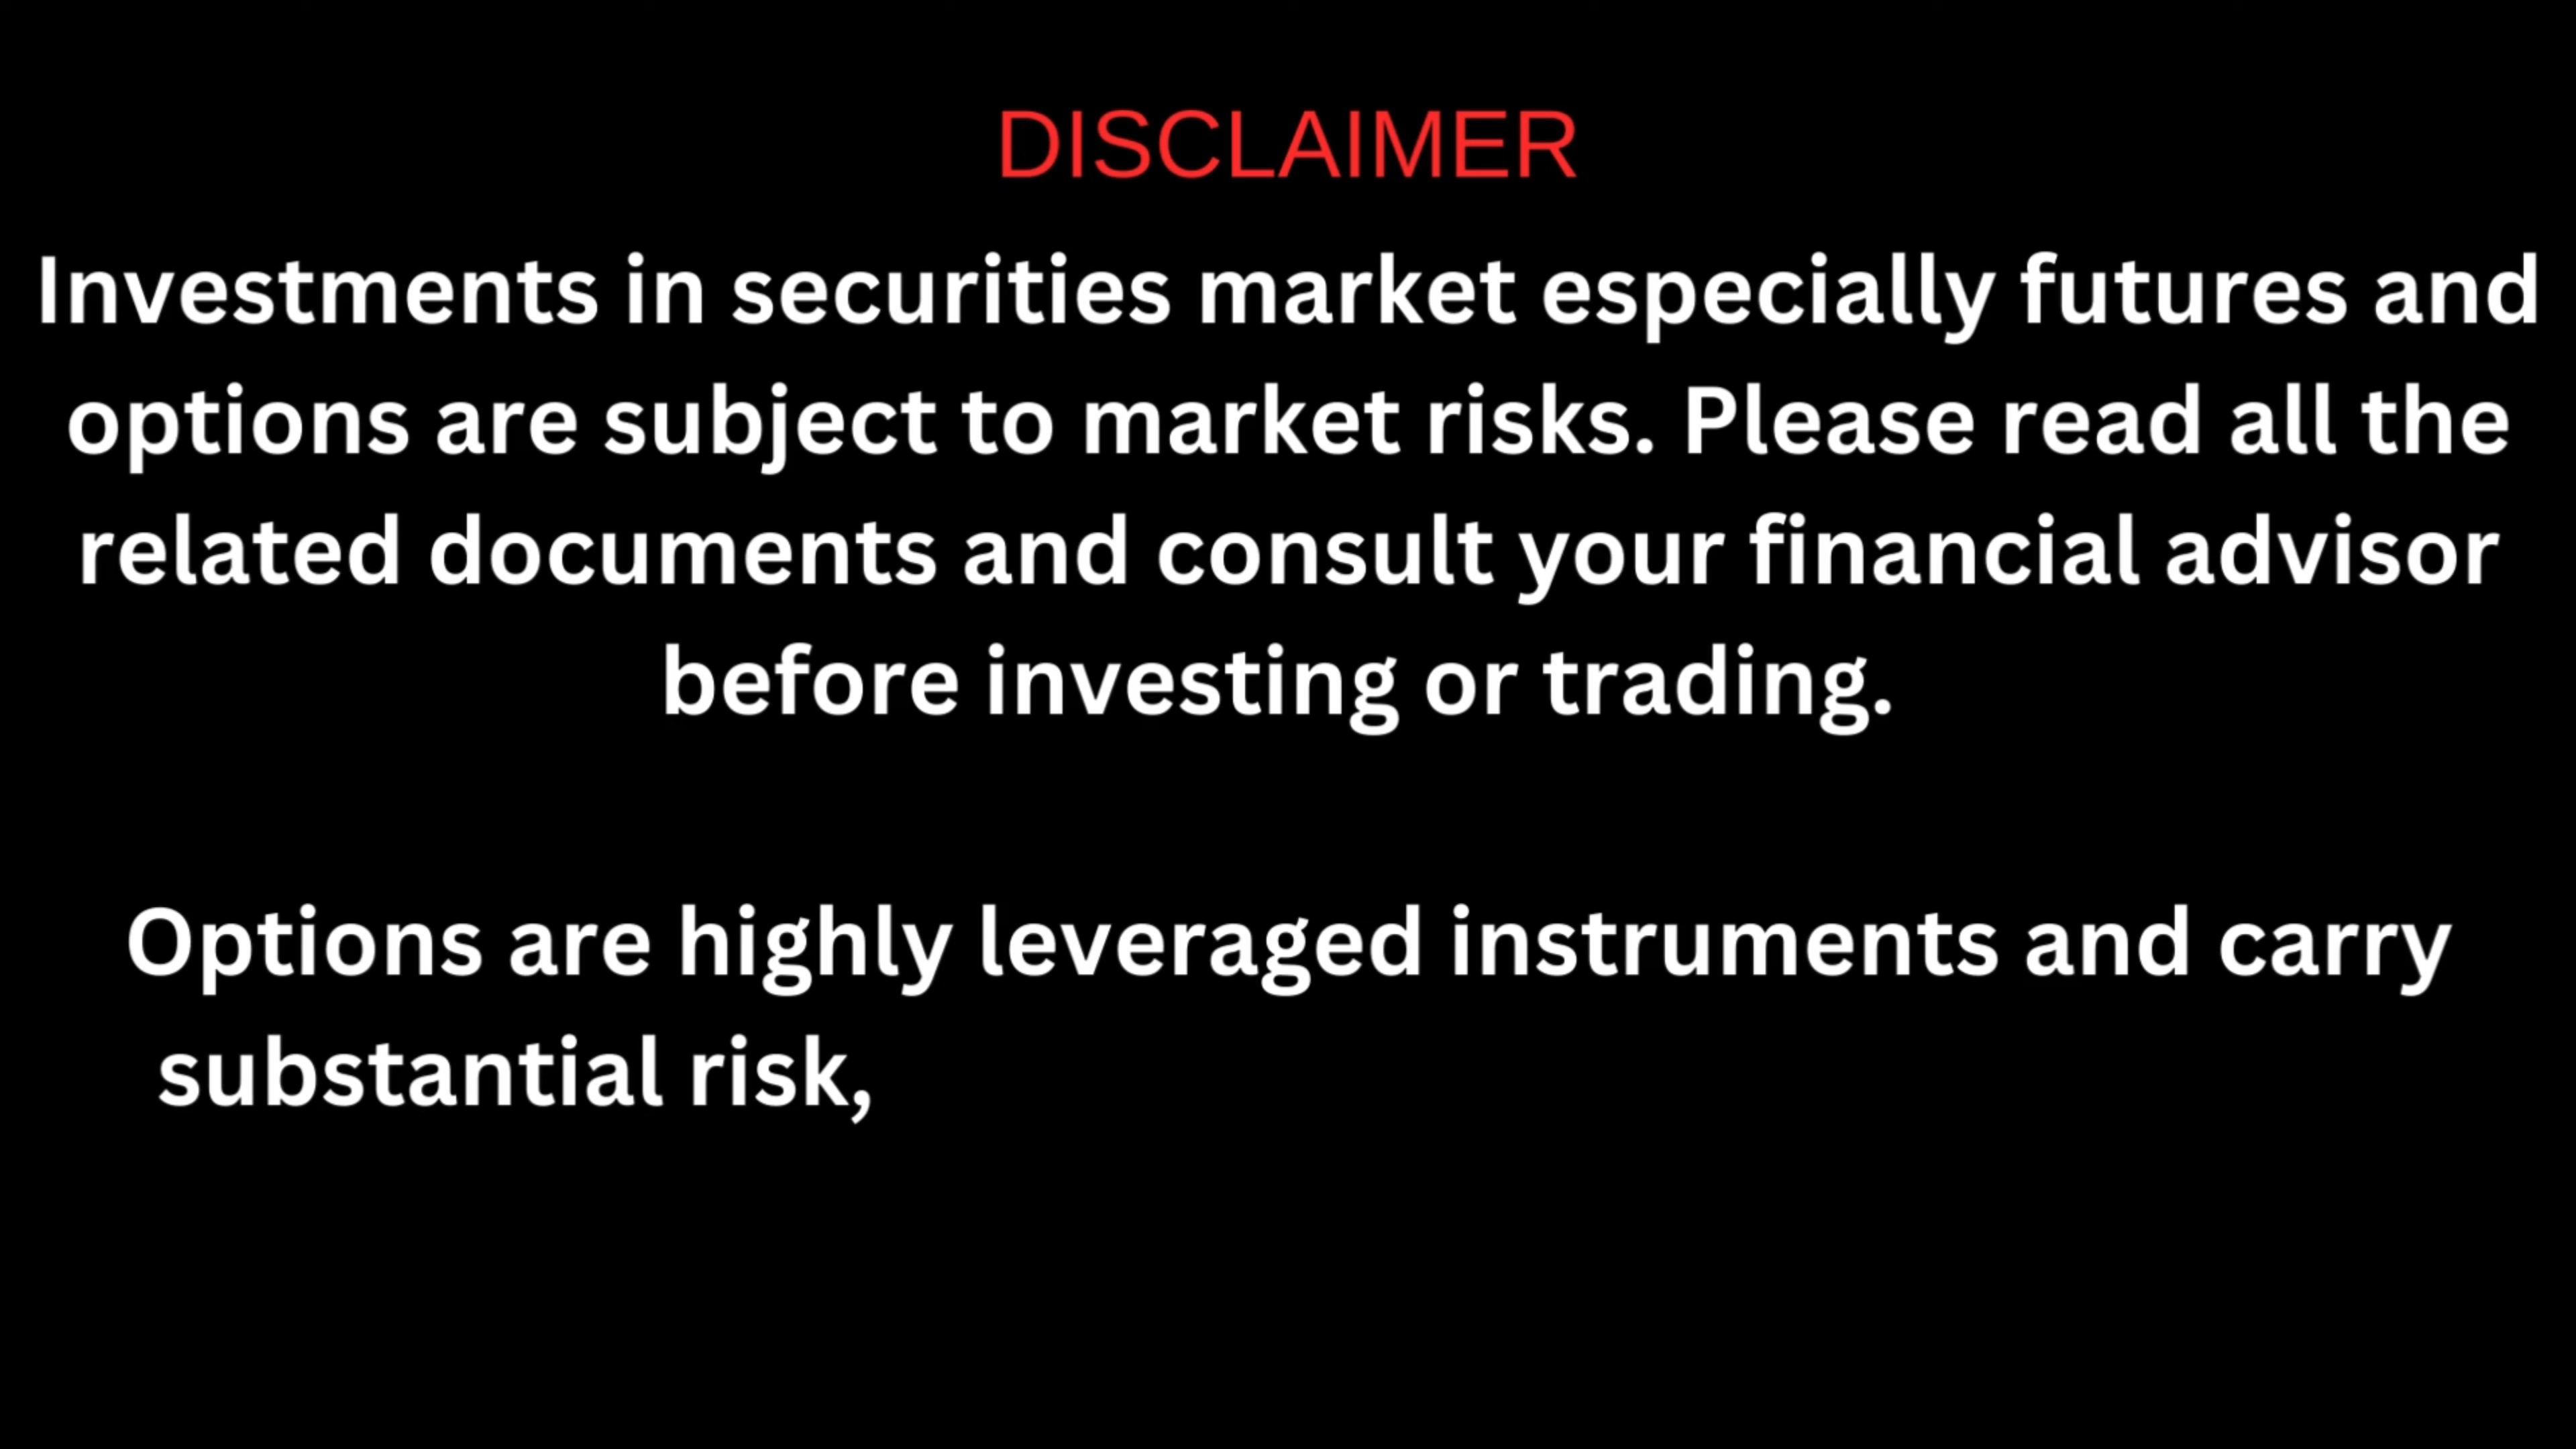 DISCLAIMER
Investments in securities market especially futures and
options are subject to market risks. Please read all the
related documents and consult your financial advisor
before investing or trading.
Options are highly leveraged instruments and carry
substantial risk,